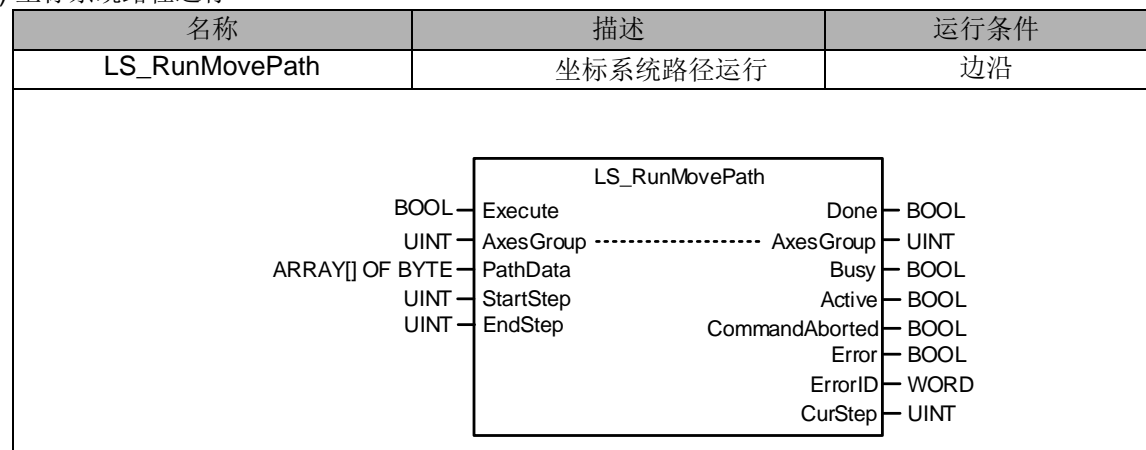 名称 描述 运行条件
LS_RunMovePath 坐标系统路径运行 边沿
LS_RunMovePath
BOOL Execute Done BOOL
UINT AxesGroup AxesGroup UINT
ARRAY[] OF BYTE PathData Busy BOOL
UINT StartStep Active BOOL
UINT EndStep CommandAborted BOOL
Error BOOL
ErrorID WORD
CurStep UINT